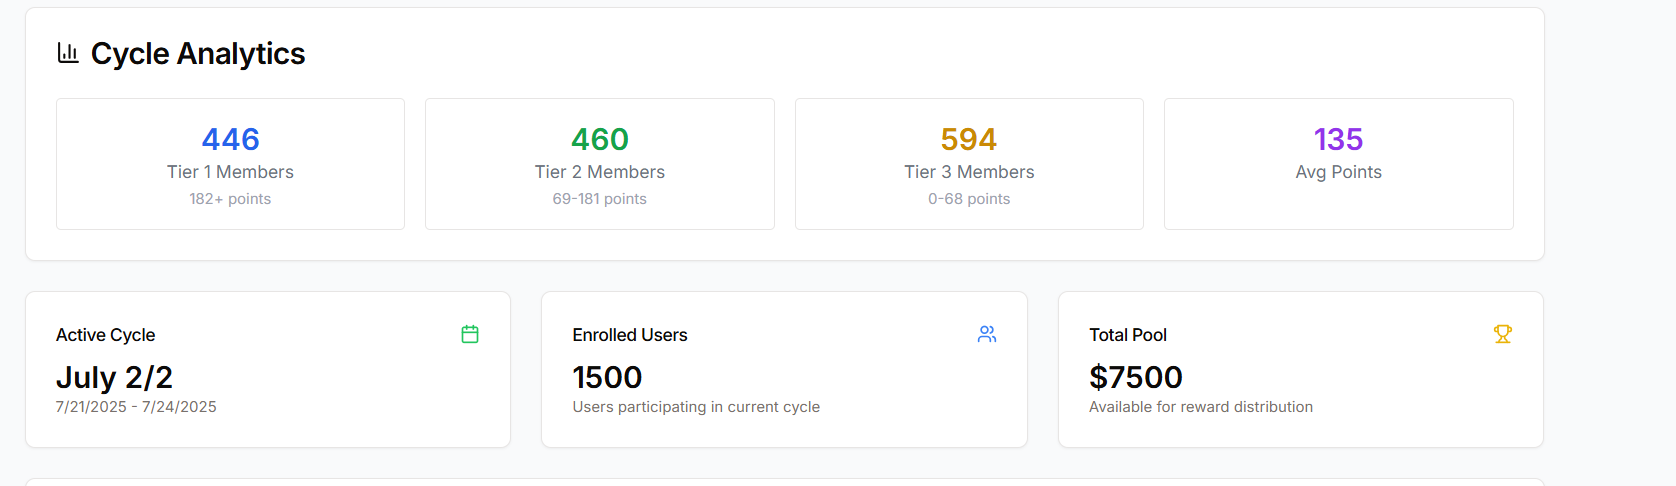 Cycle Analytics
446
Tier 1 Members
182+ points
460
Tier 2 Members
69-181 points
594
Tier 3 Members
0-68 points
135
Avg Points
Active Cycle
July 2/2
7/21/2025 - 7/24/2025
Enrolled Users
1500
Users participating in current cycle
Total Pool
$7500
Available for reward distribution